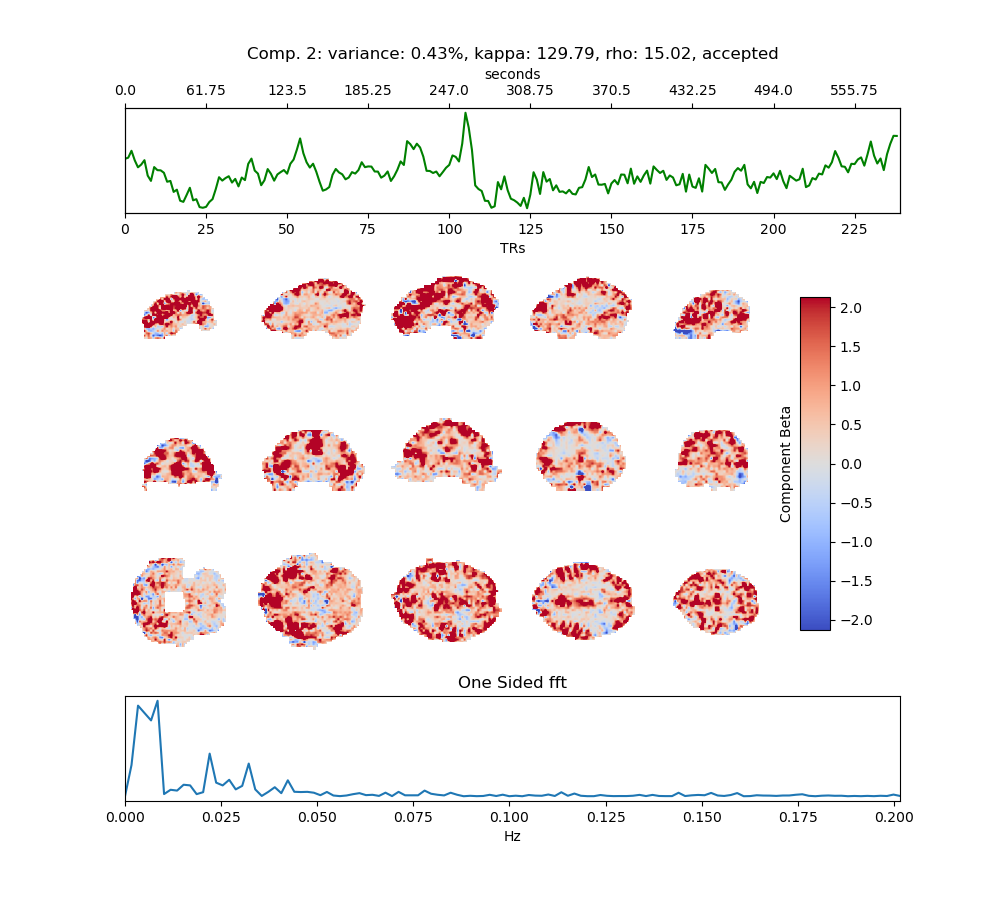 Comp. 2: variance: 0.43%, kappa: 129.79, rho: 15.02, accepted
seconds
0.0 61.75 123.5 185.25 247.0 308.75 370.5 432.25 494.0 555.75
0 25 50 75 100 125 150 175 200 225
TRs
2.0
1.5
1.0
0.5
0.0
−0.5
−1.0
−1.5
−2.0
Component Beta
One Sided fft
0.000 0.025 0.050 0.075 0.100 0.125 0.150 0.175 0.200
Hz